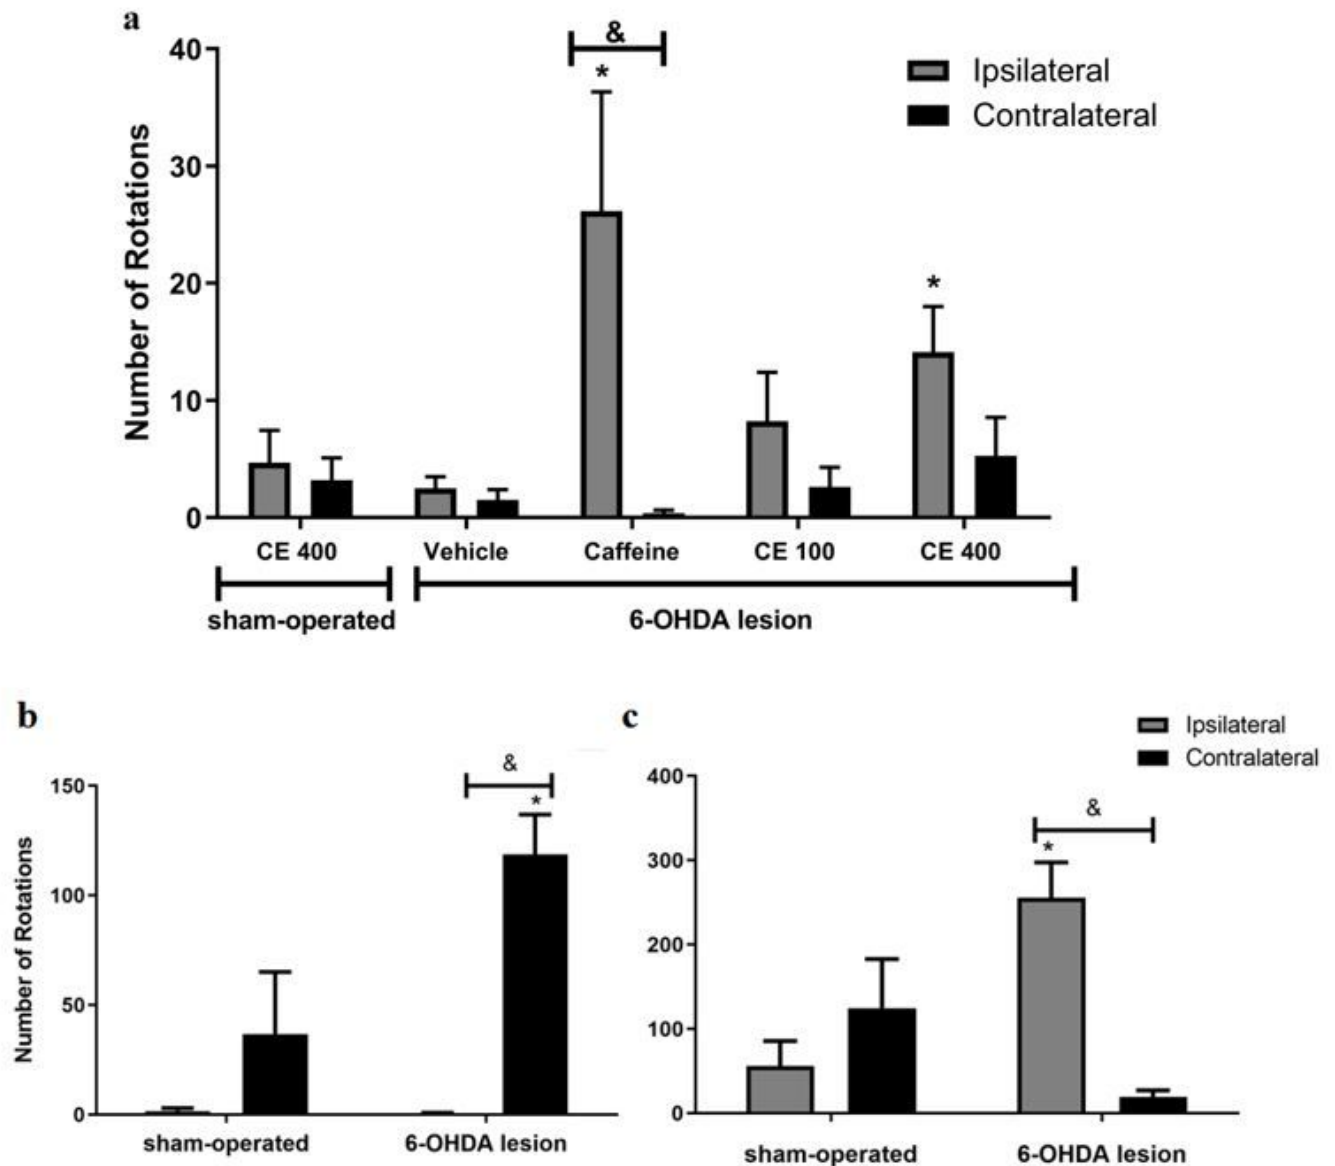 a
&
*
40
Ipsilateral
Contralateral
30
20
*
10
0
Number of Rotations
CE 400 Vehicle Caffeine CE 100 CE 400
sham-operated 6-OHDA lesion
b
&
*
150
100
50
0
Number of Rotations
sham-operated 6-OHDA lesion
c
Ipsilateral
Contralateral
400
&
*
300
200
100
0
sham-operated 6-OHDA lesion